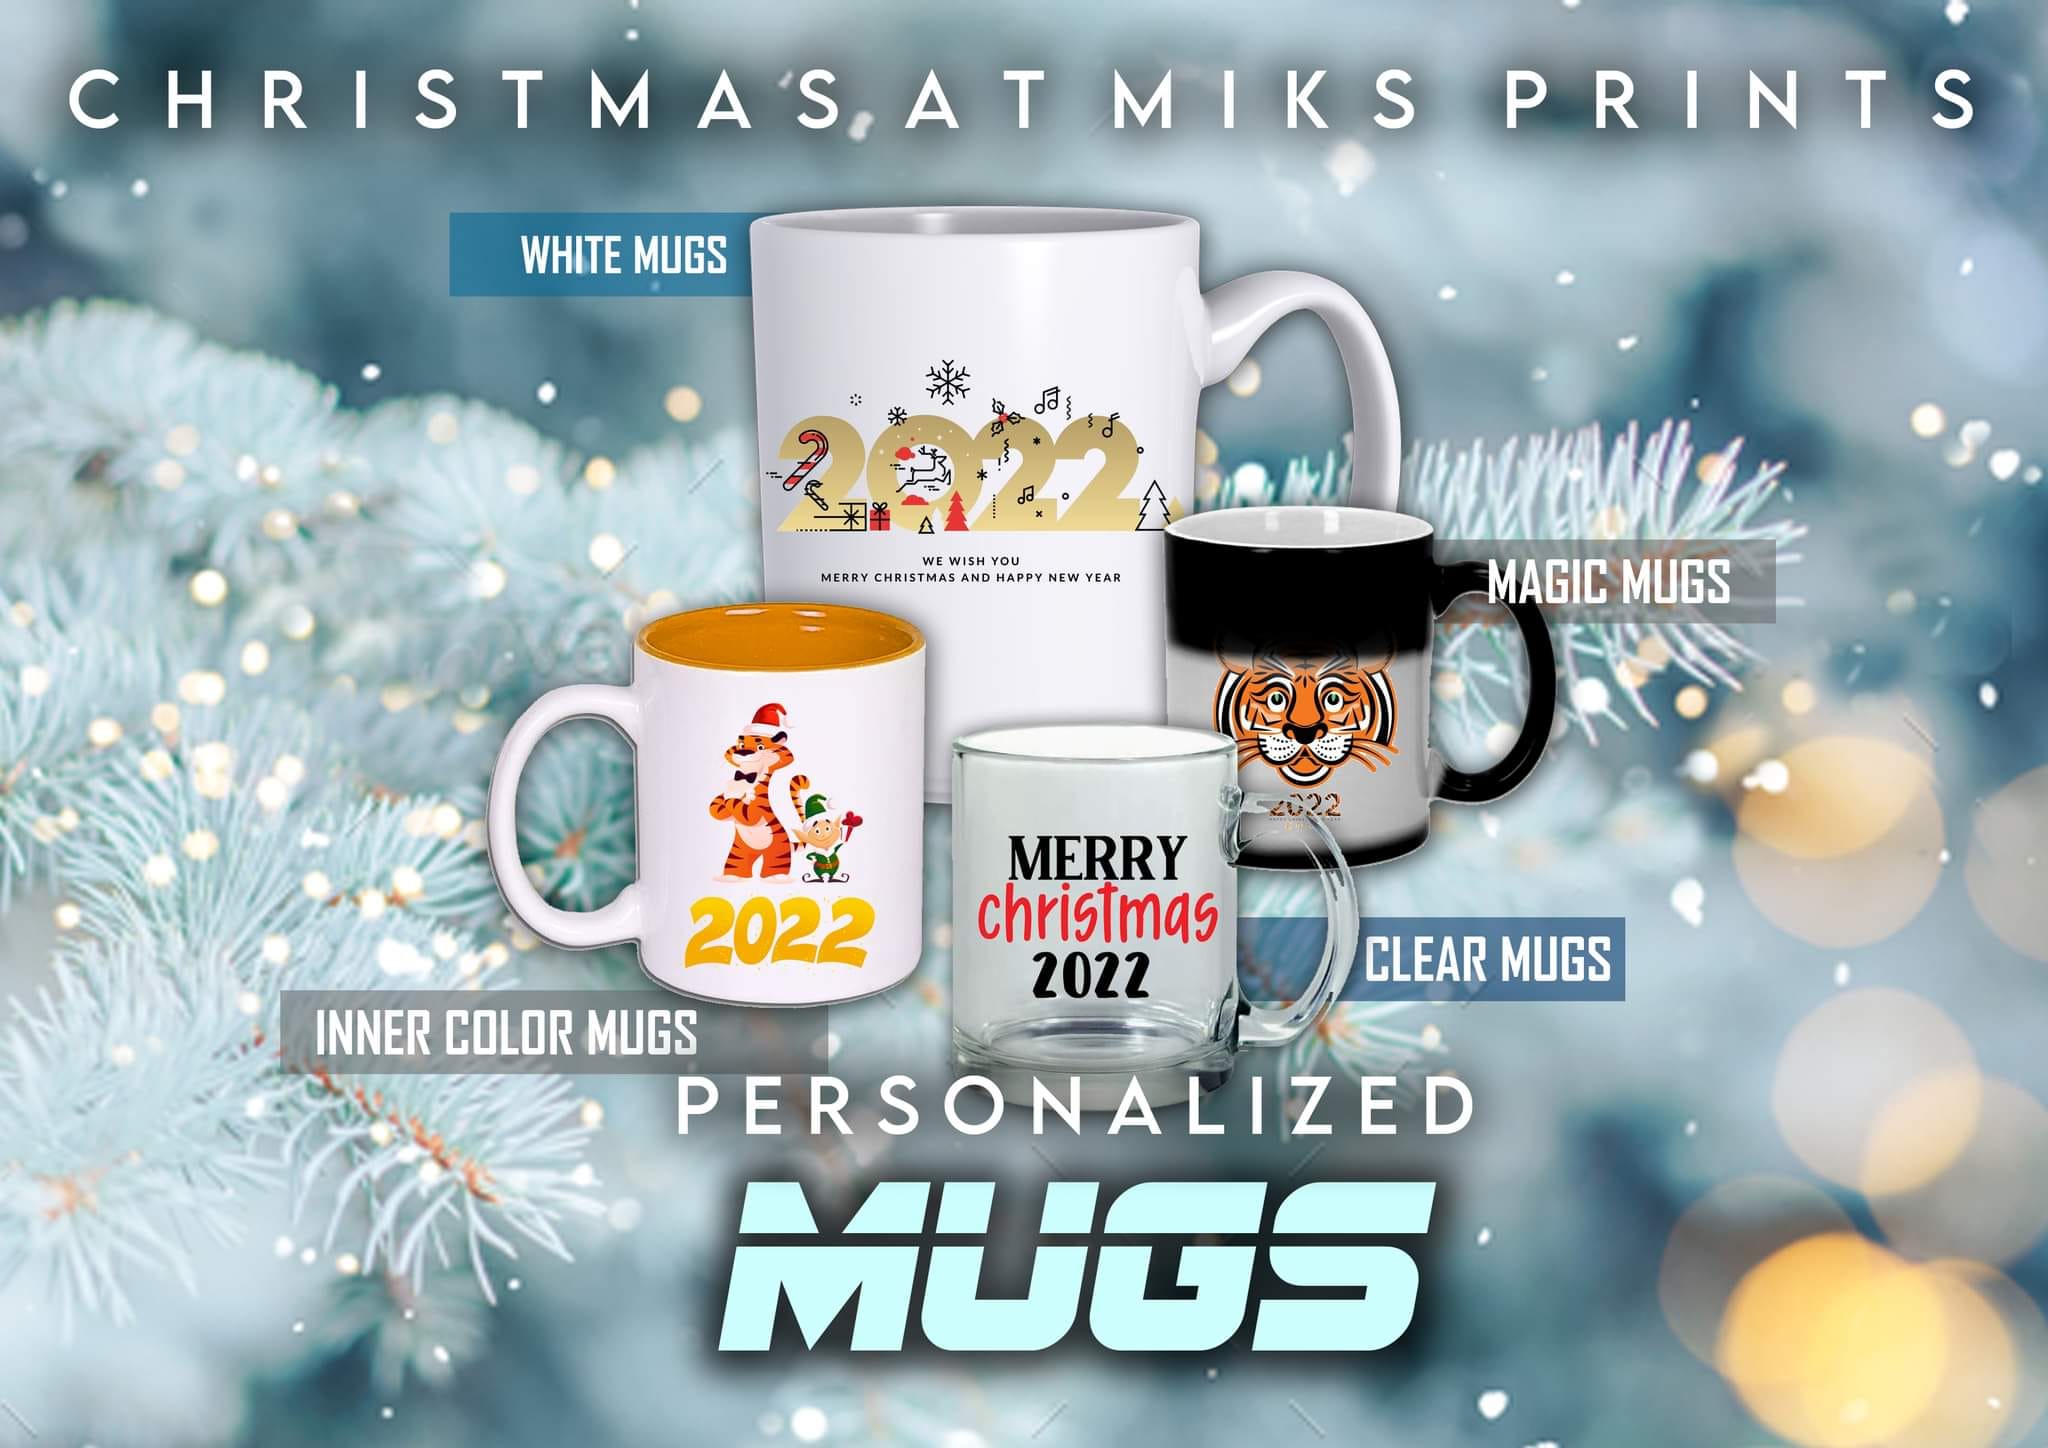 CHRISTMAS AT MIKS PRINTS
WHITE MUGS
2022
WE WISH YOU
MERRY CHRISTMAS AND HAPPY NEW YEAR
MAGIC MUGS
2022
2022
INNER COLOR MUGS
MERRY
christmas
2022
CLEAR MUGS
PERSONALIZED
MUGS